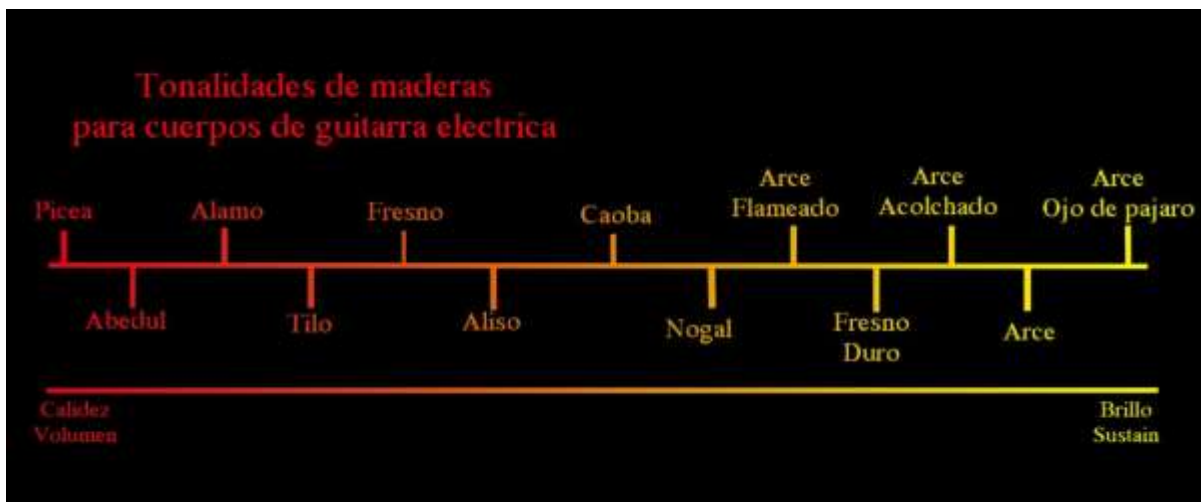 Tonalidades de maderas
para cuerpos de guitarra electrica
Picea
Alamo
Fresno
Caoba
Arce
Flameado
Arce
Acolchado
Arce
Ojo de pajaro
Abedul
Tilo
Aliso
Nogal
Fresno
Duro
Arce
Calidez
Volumen
Brillo
Sustain